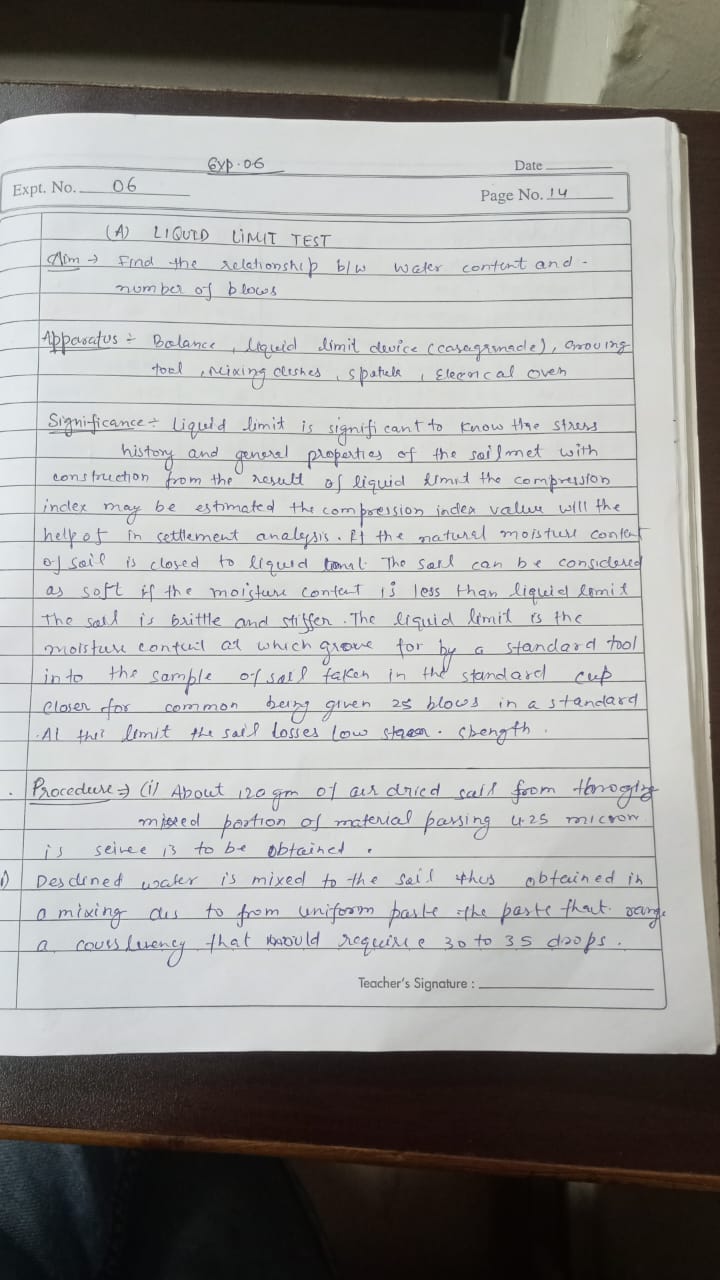 Exp. 06
Date
Expt. No. 06
Page No. 14
(A) LIQUID LIMIT TEST
Aim → Find the relationship b/w water content and -
number of blows
Apparatus ÷ Balance, liquid limit device (casagrande), Grooving
tool, mixing dishes, spatula, Elecrical oven
Significance ÷ Liquid limit is significant to know the stress
history and general properties of the soil met with
construction from the result of liquid limit the compression
index may be estimated the compression index value will the
help of in settlement analysis. If the natural moisture content
of soil is closed to liquid limit The soil can be considered
as soft if the moisture content is less than liquid limit
The soil is brittle and stiffer. The liquid limit is the
moisture content at which grove for by a standard tool
in to the sample of soil taken in the standard cup
closer for common being given 25 blows in a standard
. At this limit the soil losses low strength.
. Procedure → (i) About 120 gm of air dried soil from
mixed portion of material passing 425 micron
is seivee is to be obtained.
) water is mixed to the soil thus obtained in
a mixing dis to from uniform paste the paste that
a that would require 30 to 35 drops.
Teacher's Signature :